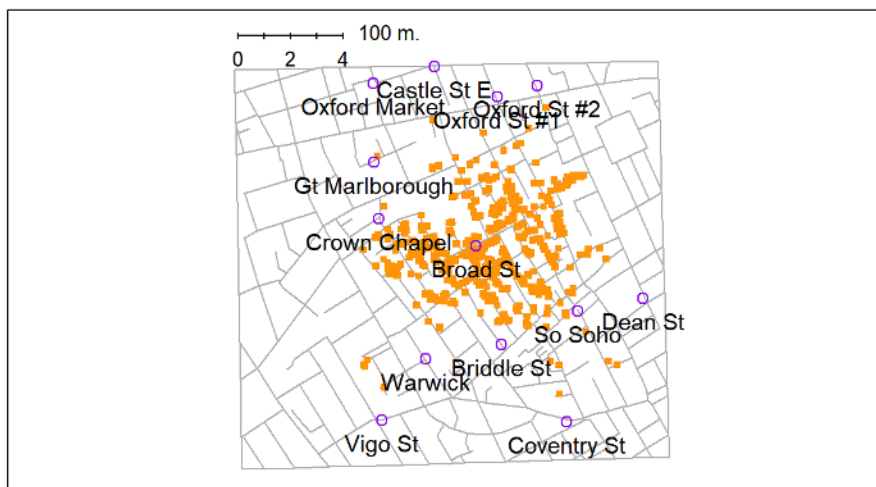 100 m.
0 2 4
Castle St E
Oxford Market
Oxford St #2
Oxford St #1
Gt Marlborough
Crown Chapel
Broad St
Dean St
So Soho
Briddle St
Warwick
Vigo St
Coventry St